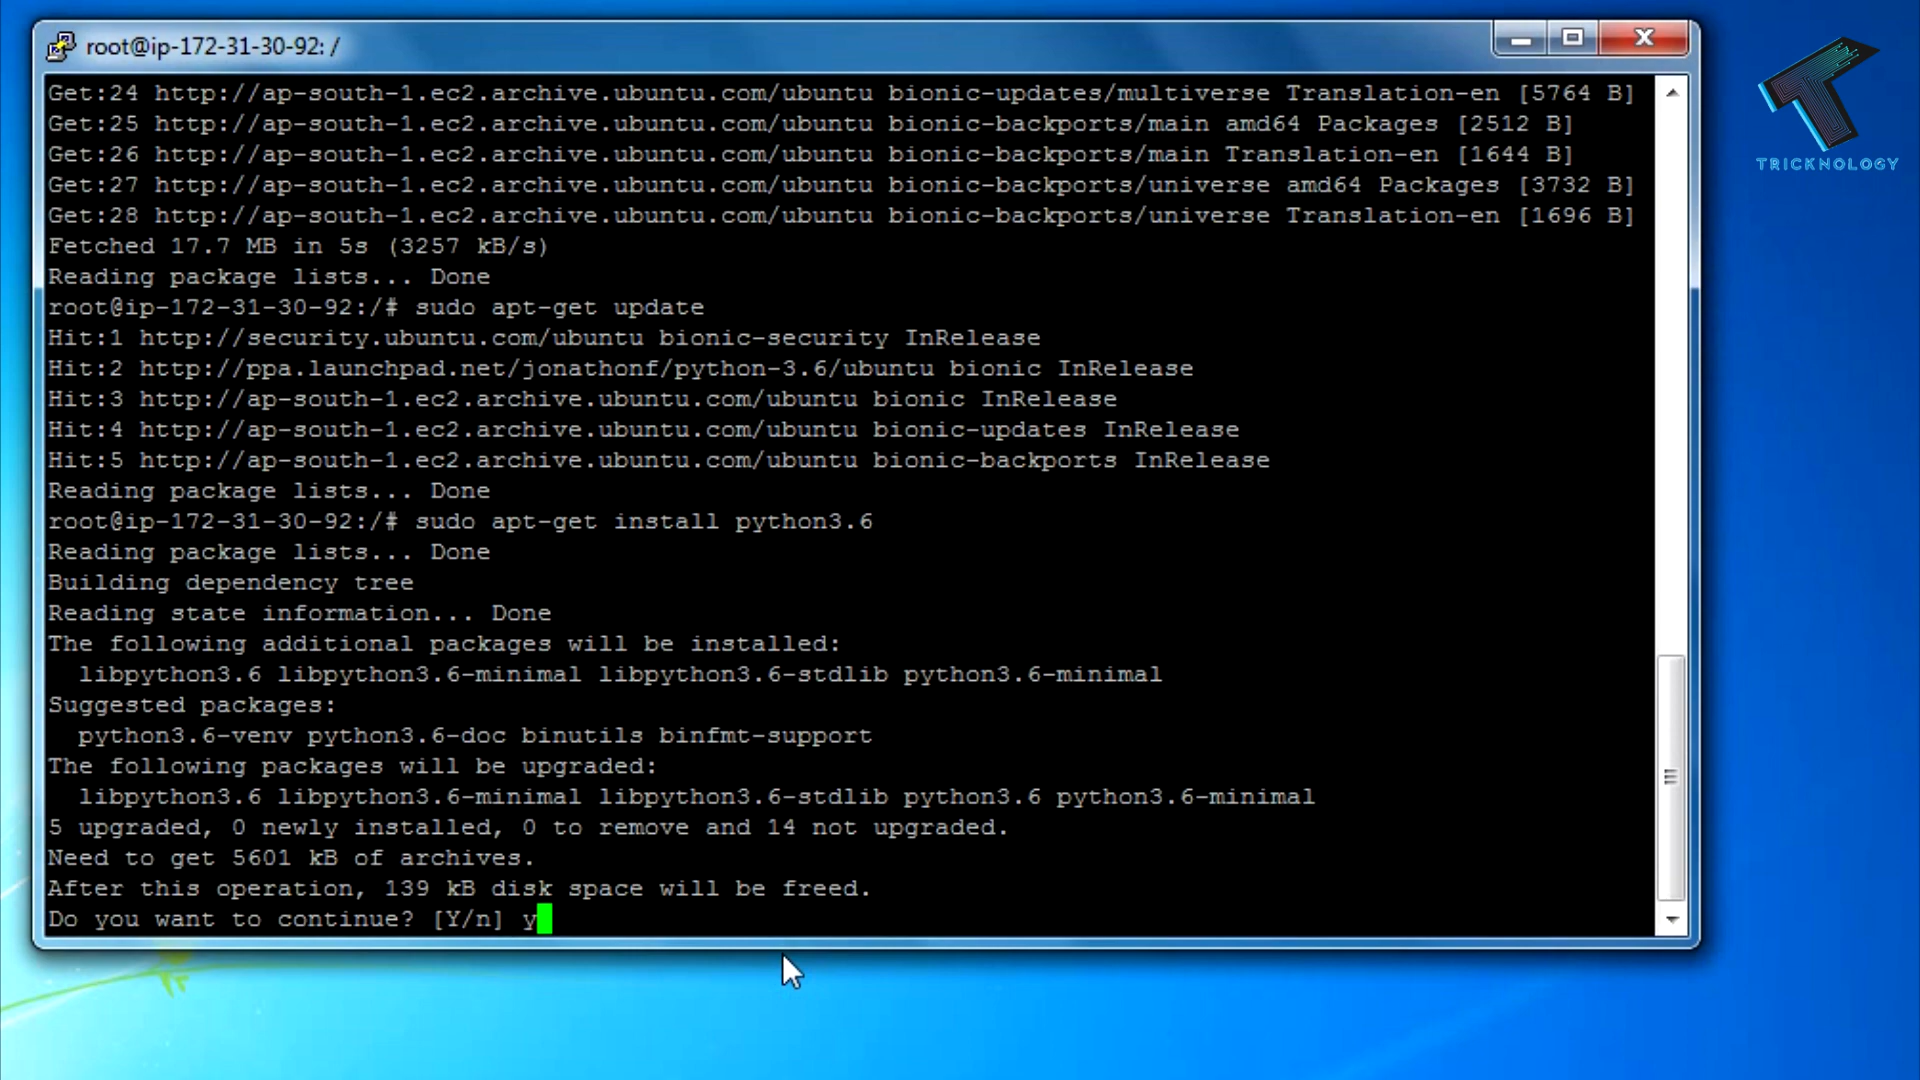 root@ip-172-31-30-92: /
TRICKNOLOGY
Get:24 http://ap-south-1.ec2.archive.ubuntu.com/ubuntu bionic-updates/multiverse Translation-en [5764 B]
Get:25 http://ap-south-1.ec2.archive.ubuntu.com/ubuntu bionic-backports/main amd64 Packages [2512 B]
Get:26 http://ap-south-1.ec2.archive.ubuntu.com/ubuntu bionic-backports/main Translation-en [1644 B]
Get:27 http://ap-south-1.ec2.archive.ubuntu.com/ubuntu bionic-backports/universe amd64 Packages [3732 B]
Get:28 http://ap-south-1.ec2.archive.ubuntu.com/ubuntu bionic-backports/universe Translation-en [1696 B]
Fetched 17.7 MB in 5s (3257 kB/s)
Reading package lists... Done
root@ip-172-31-30-92:/# sudo apt-get update
Hit:1 http://security.ubuntu.com/ubuntu bionic-security InRelease
Hit:2 http://ppa.launchpad.net/jonathonf/python-3.6/ubuntu bionic InRelease
Hit:3 http://ap-south-1.ec2.archive.ubuntu.com/ubuntu bionic InRelease
Hit:4 http://ap-south-1.ec2.archive.ubuntu.com/ubuntu bionic-updates InRelease
Hit:5 http://ap-south-1.ec2.archive.ubuntu.com/ubuntu bionic-backports InRelease
Reading package lists... Done
root@ip-172-31-30-92:/# sudo apt-get install python3.6
Reading package lists... Done
Building dependency tree
Reading state information... Done
The following additional packages will be installed:
libpython3.6 libpython3.6-minimal libpython3.6-stdlib python3.6-minimal
Suggested packages:
python3.6-venv python3.6-doc binutils binfmt-support
The following packages will be upgraded:
libpython3.6 libpython3.6-minimal libpython3.6-stdlib python3.6 python3.6-minimal
5 upgraded, 0 newly installed, 0 to remove and 14 not upgraded.
Need to get 5601 kB of archives.
After this operation, 139 kB disk space will be freed.
Do you want to continue? [Y/n] y